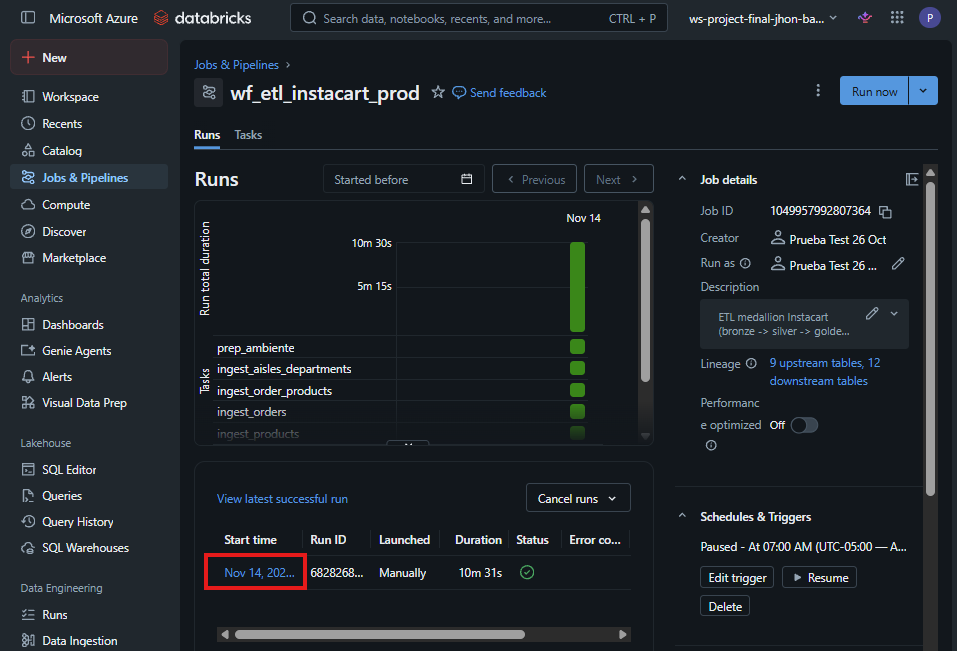 Microsoft Azure
databricks
Search data, notebooks, recents, and more...
CTRL + P
ws-project-final-jhon-ba...
P
New
Workspace
Recents
Catalog
Jobs & Pipelines
Compute
Discover
Marketplace
Analytics
Dashboards
Genie Agents
Alerts
Visual Data Prep
Lakehouse
SQL Editor
Queries
Query History
SQL Warehouses
Data Engineering
Runs
Data Ingestion
Jobs & Pipelines
wf_etl_instacart_prod
Send feedback
Run now
Runs
Tasks
Runs
Started before
Previous
Next
Nov 14
Run total duration
10m 30s
5m 15s
Tasks
prep_ambiente
ingest_aisles_departments
ingest_order_products
ingest_orders
ingest_products
View latest successful run
Cancel runs
Start time Run ID Launched Duration Status Error co...
Nov 14, 202... 6828268... Manually 10m 31s
Job details
Job ID 1049957992807364
Creator Prueba Test 26 Oct
Run as Prueba Test 26 ...
Description
ETL medallion Instacart
(bronze -> silver -> golde...
Lineage 9 upstream tables, 12
downstream tables
Performanc
e optimized Off
Schedules & Triggers
Paused - At 07:00 AM (UTC-05:00 — A...
Edit trigger
Resume
Delete